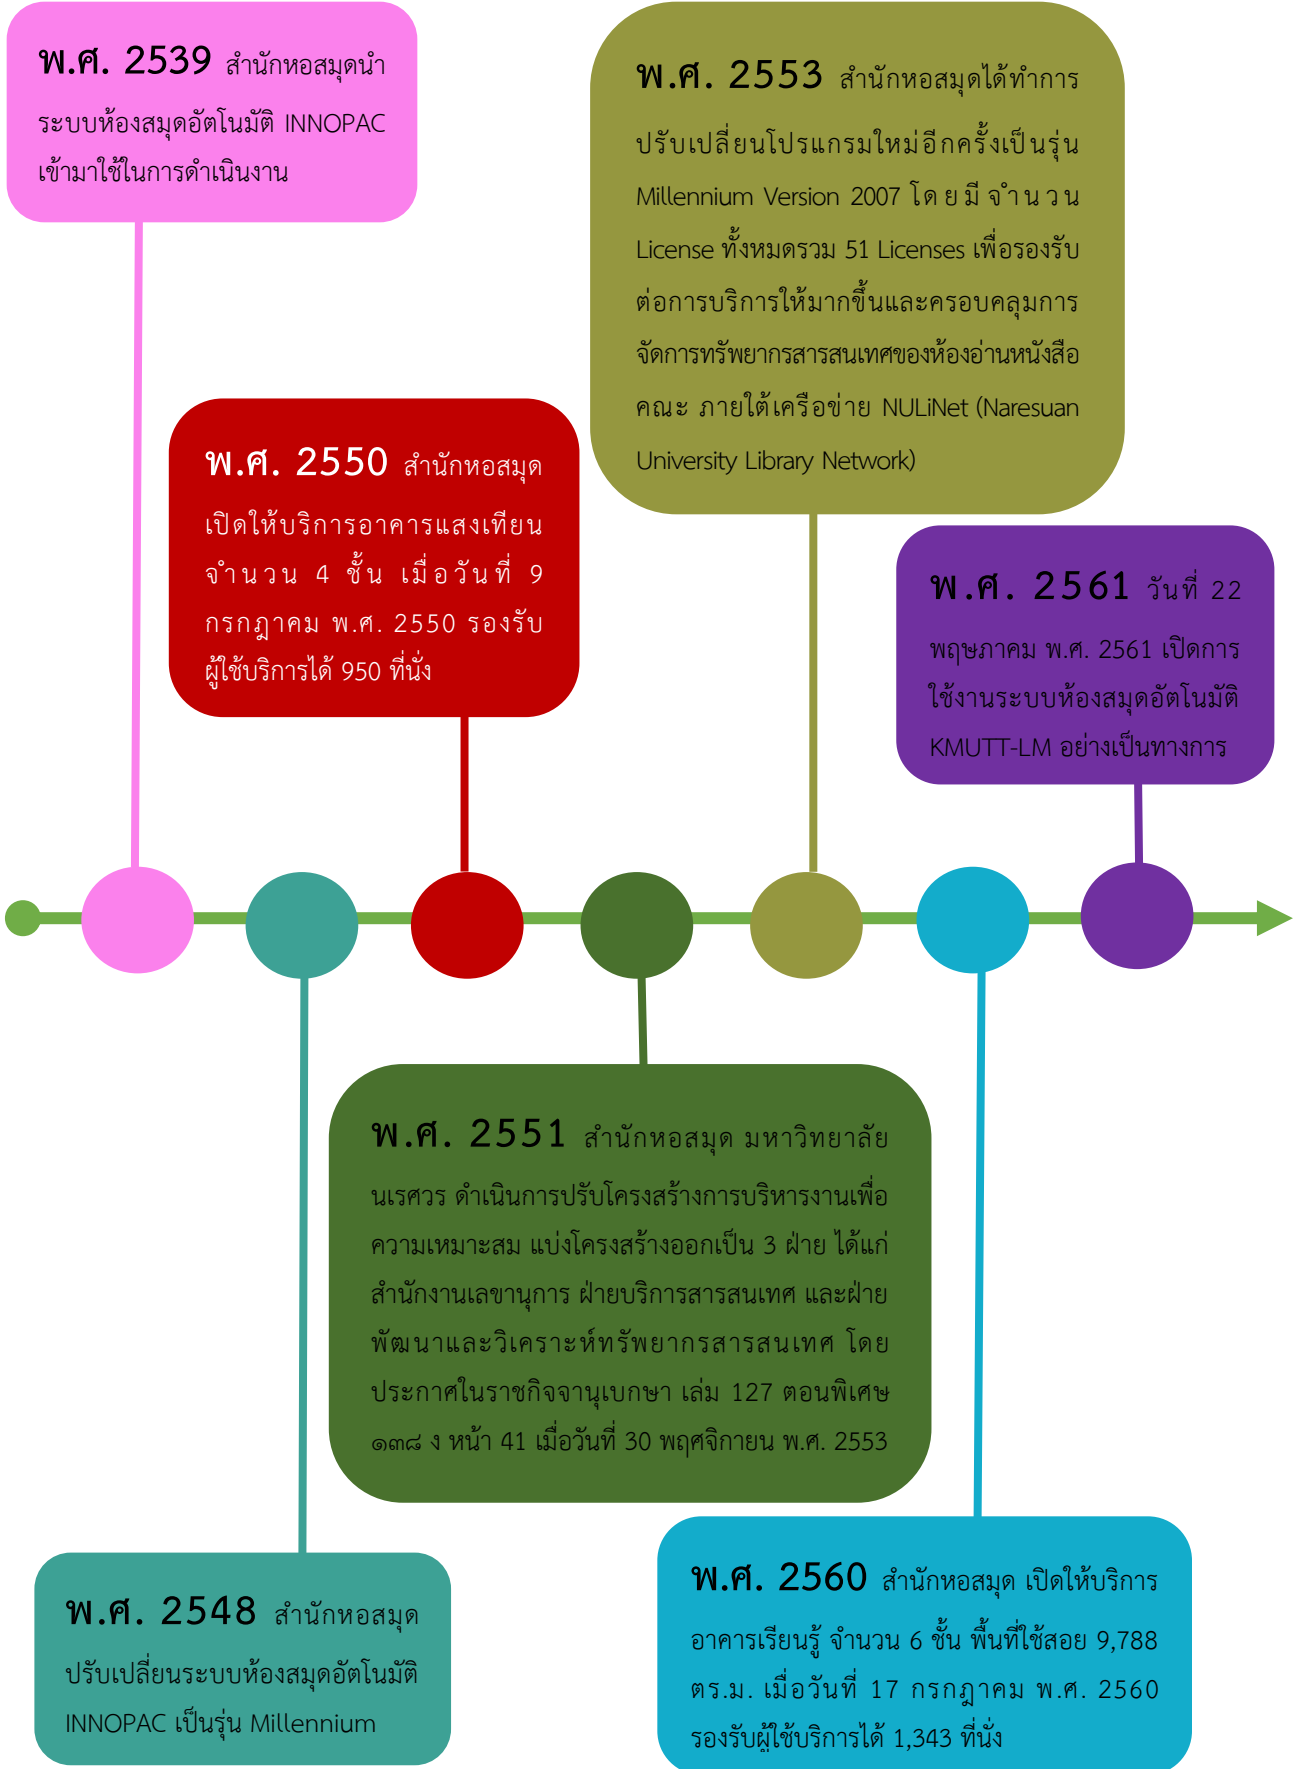 พ.ศ. 2539 สำนักหอสมุดนำ
ระบบห้องสมุดอัตโนมัติ INNOPAC
เข้ามาใช้ในการดำเนินงาน
พ.ศ. 2553 สำนักหอสมุดได้ทำการ
ปรับเปลี่ยนโปรแกรมใหม่อีกครั้งเป็นรุ่น
Millennium Version 2007 โดยมีจำนวน
License ทั้งหมดรวม 51 Licenses เพื่อรองรับ
ต่อการบริการให้มากขึ้นและครอบคลุมการ
จัดการทรัพยากรสารสนเทศของห้องอ่านหนังสือ
คณะ ภายใต้เครือข่าย NULiNet (Naresuan
University Library Network)
พ.ศ. 2550 สำนักหอสมุด
เปิดให้บริการอาคารแสงเทียน
จำนวน 4 ชั้น เมื่อวันที่ 9
กรกฎาคม พ.ศ. 2550 รองรับ
ผู้ใช้บริการได้ 950 ที่นั่ง
พ.ศ. 2561 วันที่ 22
พฤษภาคม พ.ศ. 2561 เปิดการ
ใช้งานระบบห้องสมุดอัตโนมัติ
KMUTT-LM อย่างเป็นทางการ
พ.ศ. 2551 สำนักหอสมุด มหาวิทยาลัย
นเรศวร ดำเนินการปรับโครงสร้างการบริหารงานเพื่อ
ความเหมาะสม แบ่งโครงสร้างออกเป็น 3 ฝ่าย ได้แก่
สำนักงานเลขานุการ ฝ่ายบริการสารสนเทศ และฝ่าย
พัฒนาและวิเคราะห์ทรัพยากรสารสนเทศ โดย
ประกาศในราชกิจจานุเบกษา เล่ม 127 ตอนพิเศษ
๑๓๘ ง หน้า 41 เมื่อวันที่ 30 พฤศจิกายน พ.ศ. 2553
พ.ศ. 2548 สำนักหอสมุด
ปรับเปลี่ยนระบบห้องสมุดอัตโนมัติ
INNOPAC เป็นรุ่น Millennium
พ.ศ. 2560 สำนักหอสมุด เปิดให้บริการ
อาคารเรียนรู้ จำนวน 6 ชั้น พื้นที่ใช้สอย 9,788
ตร.ม. เมื่อวันที่ 17 กรกฎาคม พ.ศ. 2560
รองรับผู้ใช้บริการได้ 1,343 ที่นั่ง